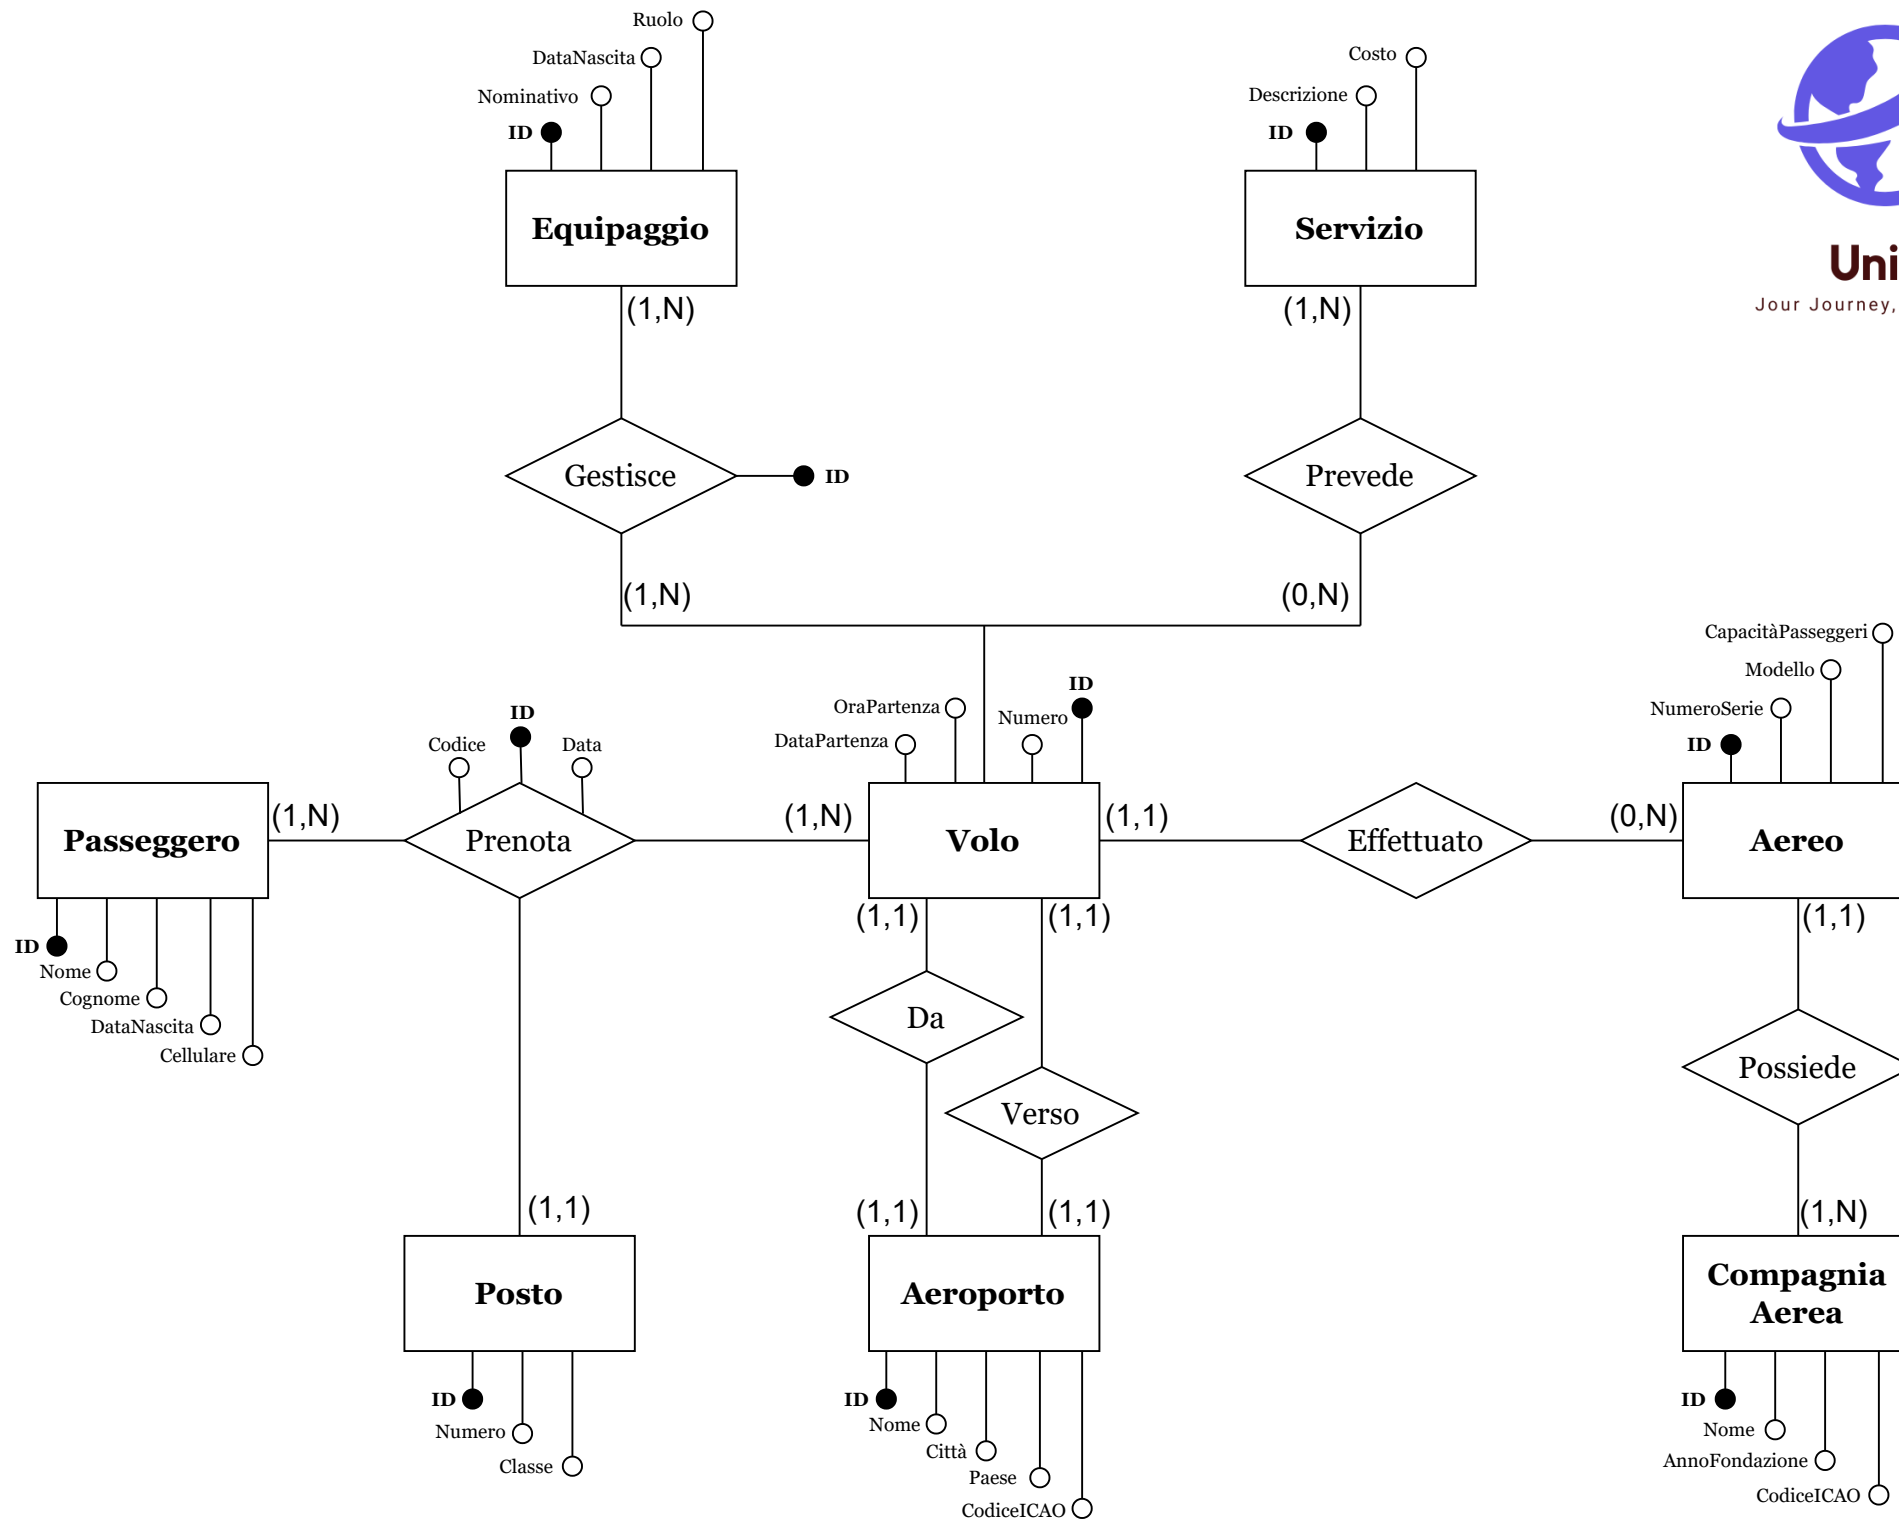 Ruolo
DataNascita
Nominativo
ID
Equipaggio
(1,N)
Gestisce
ID
(1,N)
Costo
Descrizione
ID
Servizio
(1,N)
Prevede
(0,N)
Uni
Jour Journey,
Codice
ID
Data
Passeggero
(1,N)
Prenota
(1,N)
ID
Nome
Cognome
DataNascita
Cellulare
OraPartenza
DataPartenza
Numero
ID
Volo
(1,1)
Effettuato
(0,N)
CapacitàPasseggeri
Modello
NumeroSerie
ID
Aereo
(1,1)
(1,1)
(1,1)
Da
Verso
Possiede
(1,1)
Posto
ID
Numero
Classe
(1,1)
(1,1)
Aeroporto
ID
Nome
Città
Paese
CodiceICAO
(1,N)
Compagnia
Aerea
ID
Nome
AnnoFondazione
CodiceICAO